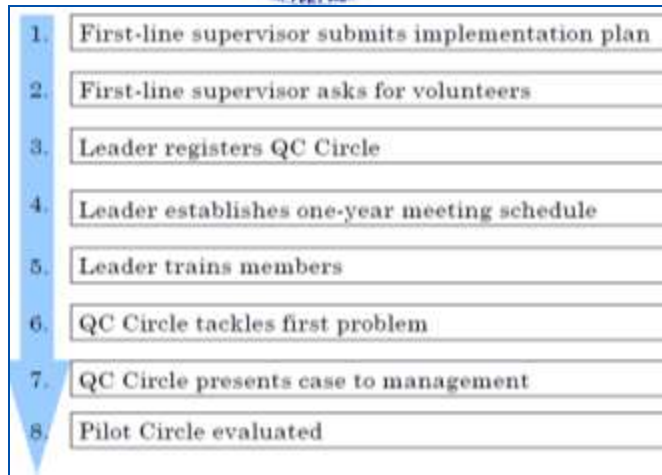 1. First-line supervisor submits implementation plan
2. First-line supervisor asks for volunteers
3. Leader registers QC Circle
4. Leader establishes one-year meeting schedule
5. Leader trains members
6. QC Circle tackles first problem
7. QC Circle presents case to management
8. Pilot Circle evaluated